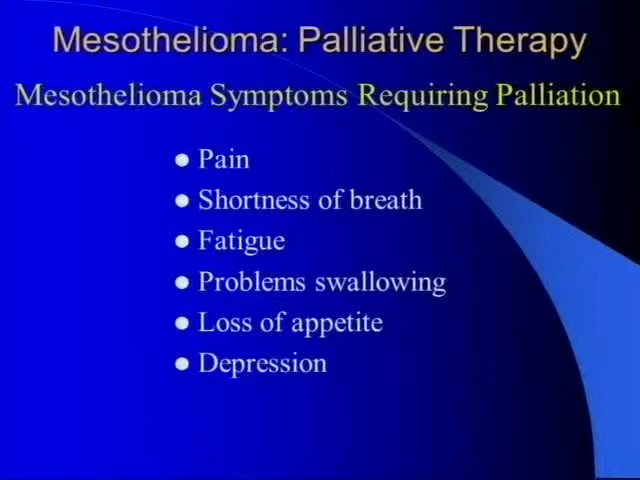 Mesothelioma: Palliative Therapy
Mesothelioma Symptoms Requiring Palliation
Pain
Shortness of breath
Fatigue
Problems swallowing
Loss of appetite
Depression